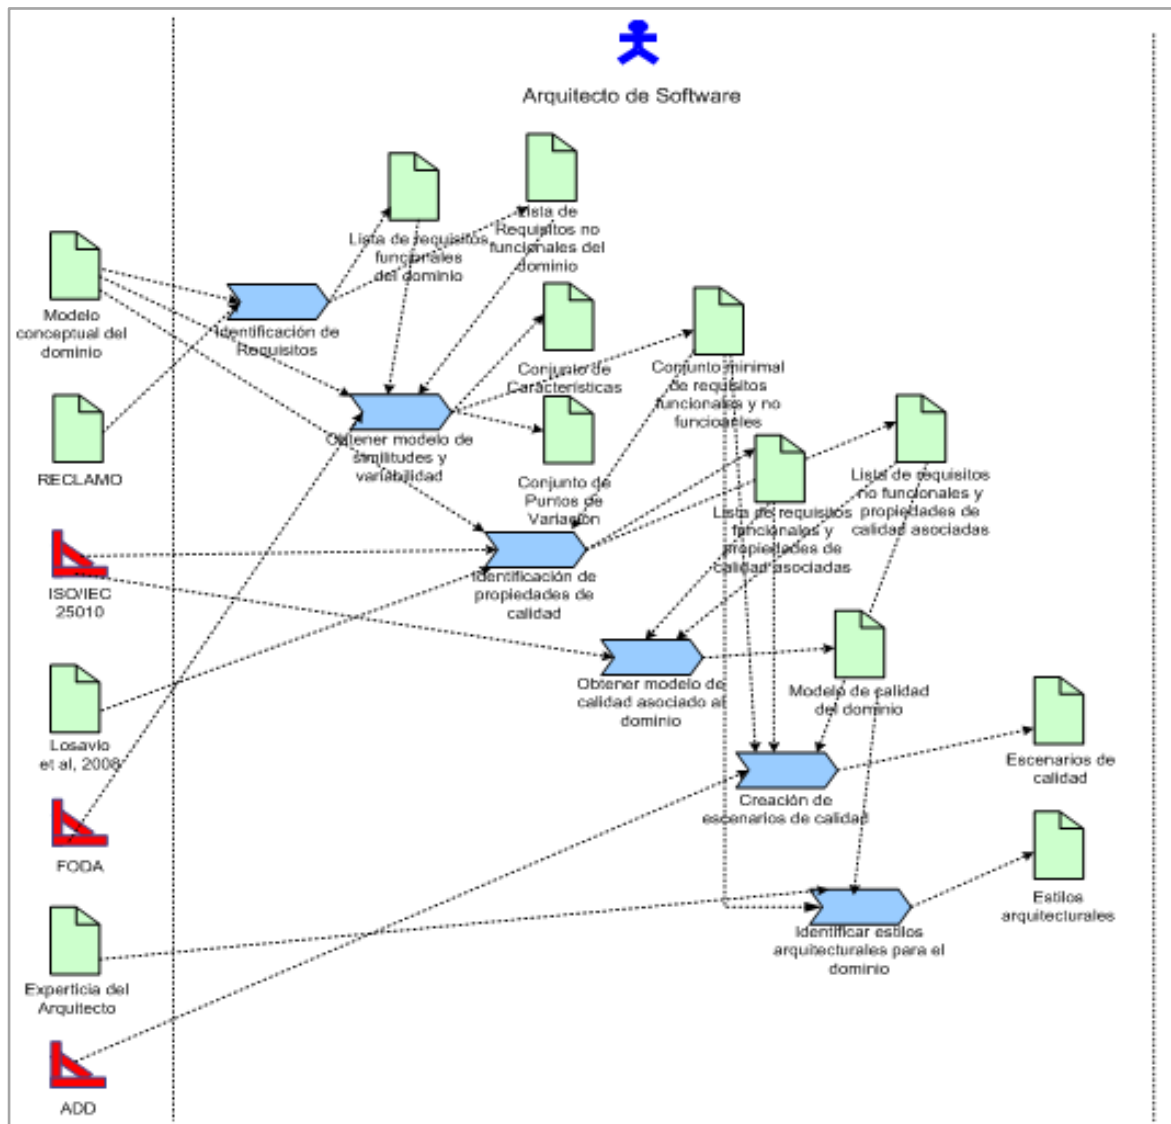 Arquitecto de Software
Lista de requisitos
funcionales
del dominio
Lista de
Requisitos no
funcionales del
dominio
Modelo
conceptual del
dominio
Identificación de
Requisitos
Conjunto de
Características
Conjunto minimal
de requisitos
funcionales y no
funcioanles
RECLAMO
Obtener modelo de
similitudes y
variabilidad
Conjunto de
Puntos de
Variación
Lista de requisitos
funcionales y
propiedades de
calidad asociadas
Lista de requisitos
no funcionales y
propiedades de
calidad asociadas
ISO/IEC
25010
Identificación de
propiedades de
calidad
Obtener modelo de
calidad asociado al
dominio
Modelo de calidad
del dominio
Losavio
et al, 2008
Creación de
escenarios de calidad
Escenarios de
calidad
FODA
Identificar estilos
arquitecturales para el
dominio
Estilos
arquitecturales
Experticia del
Arquitecto
ADD